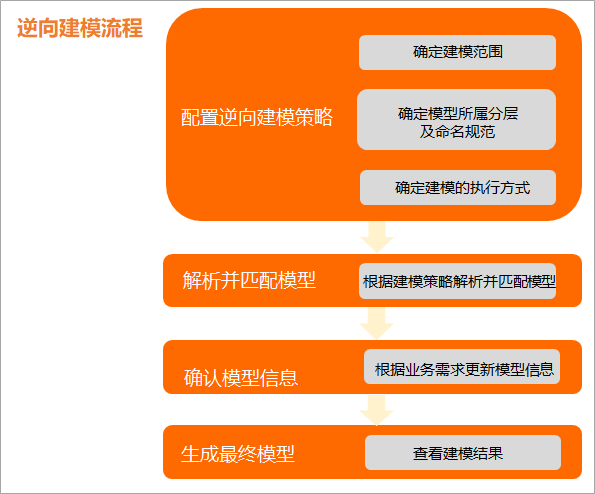 逆向建模流程
配置逆向建模策略
确定建模范围
确定模型所属分层
及命名规范
确定建模的执行方式
解析并匹配模型
根据建模策略解析并匹配模型
确认模型信息
根据业务需求更新模型信息
生成最终模型
查看建模结果